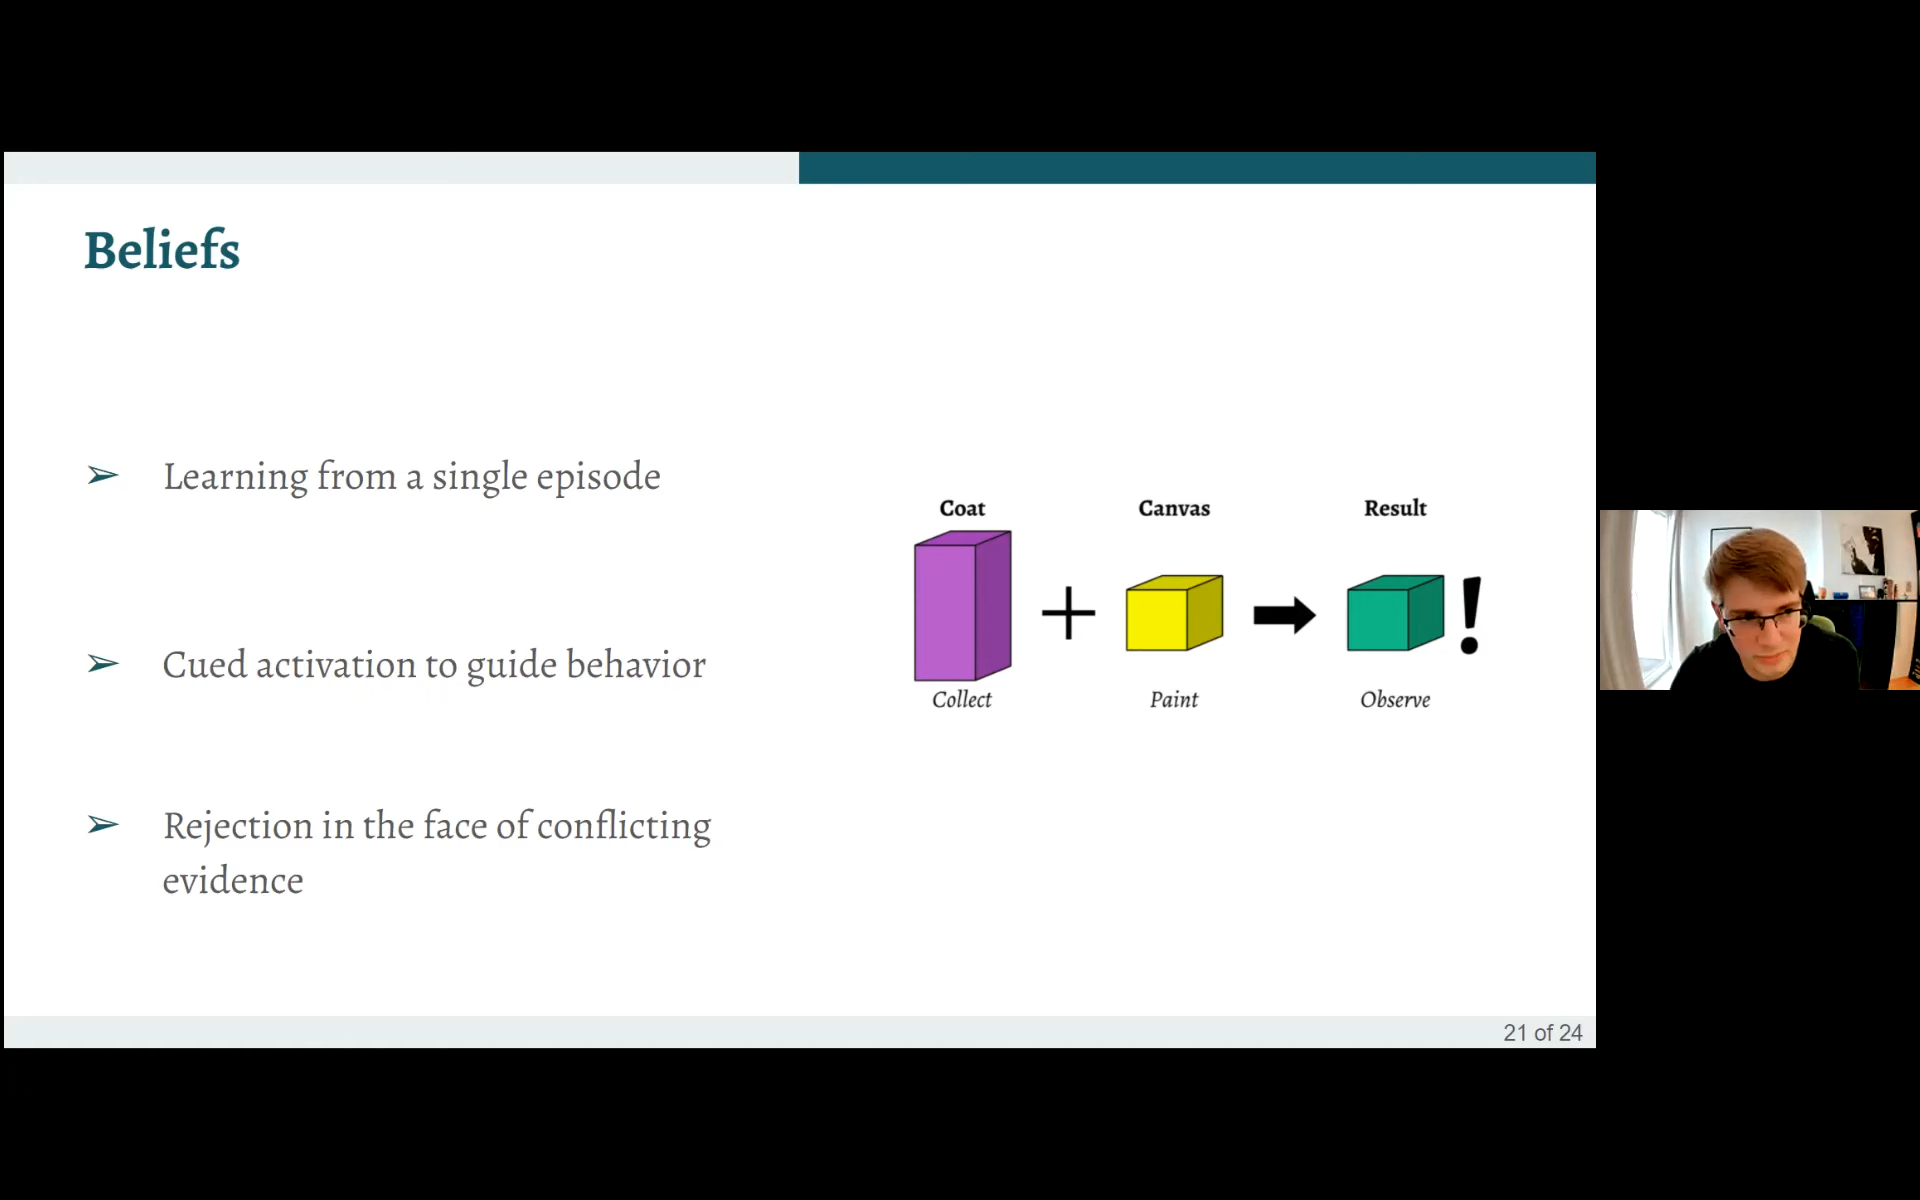 Beliefs
➢ Learning from a single episode
➢ Cued activation to guide behavior
➢ Rejection in the face of conflicting
evidence
Coat Canvas Result
+ ➡ !
Collect Paint Observe
21 of 24